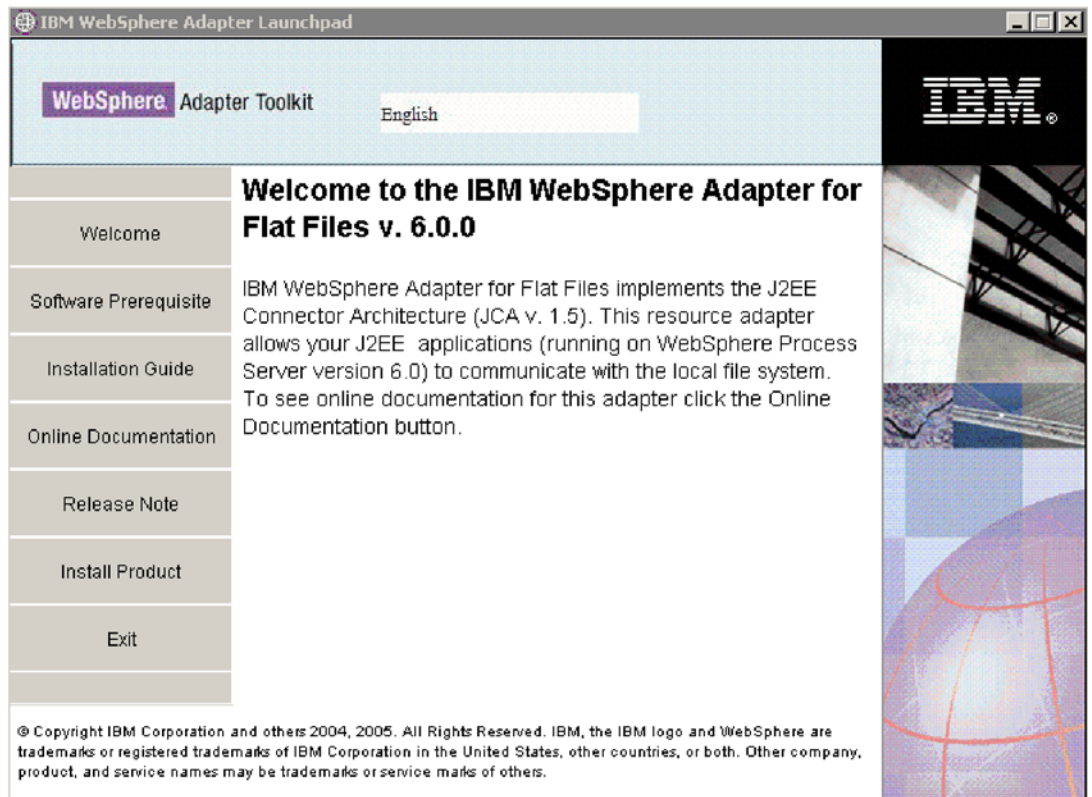 IBM WebSphere Adapter Launchpad
WebSphere Adapter Toolkit
English
IBM®
Welcome
Software Prerequisite
Installation Guide
Online Documentation
Release Note
Install Product
Exit
Welcome to the IBM WebSphere Adapter for
Flat Files v. 6.0.0
IBM WebSphere Adapter for Flat Files implements the J2EE
Connector Architecture (JCA v. 1.5). This resource adapter
allows your J2EE applications (running on WebSphere Process
Server version 6.0) to communicate with the local file system.
To see online documentation for this adapter click the Online
Documentation button.
© Copyright IBM Corporation and others 2004, 2005. All Rights Reserved. IBM, the IBM logo and WebSphere are
trademarks or registered trademarks of IBM Corporation in the United States, other countries, or both. Other company,
product, and service names may be trademarks or service marks of others.